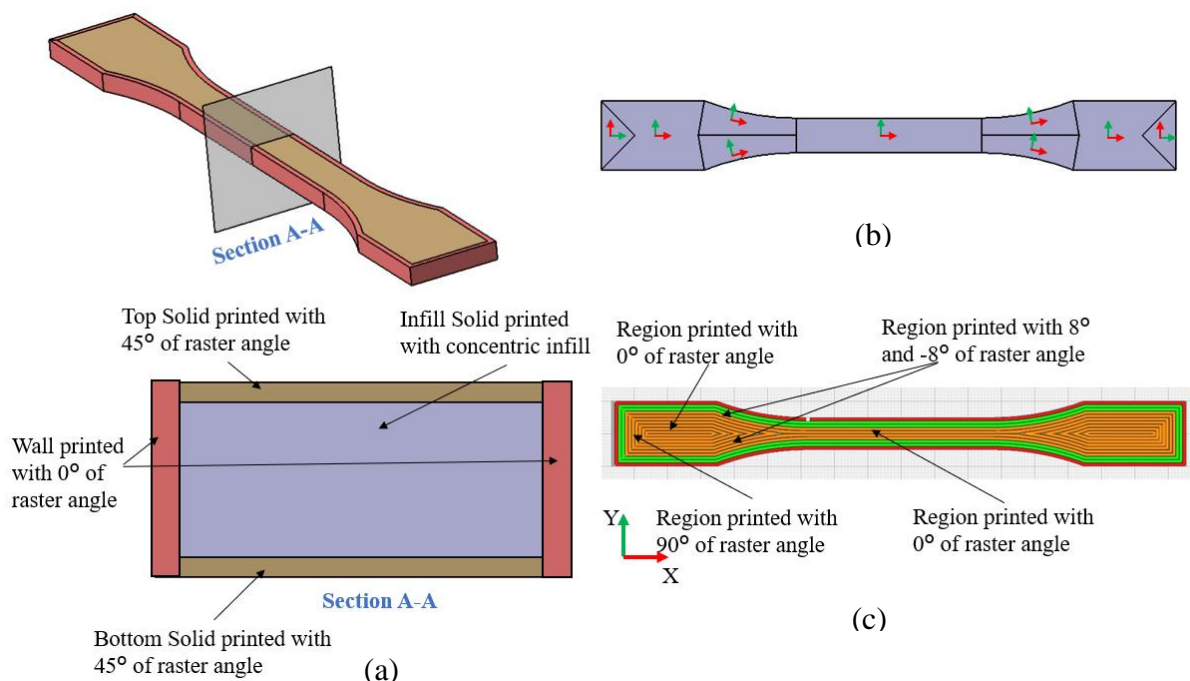 Section A-A
(b)
Top Solid printed with
45° of raster angle
Infill Solid printed
with concentric infill
Wall printed
with 0° of
raster angle
Section A-A
Bottom Solid printed with
45° of raster angle
(a)
Region printed with
0° of raster angle
Region printed with 8°
and -8° of raster angle
Y
X
Region printed with
90° of raster angle
Region printed with
0° of raster angle
(c)